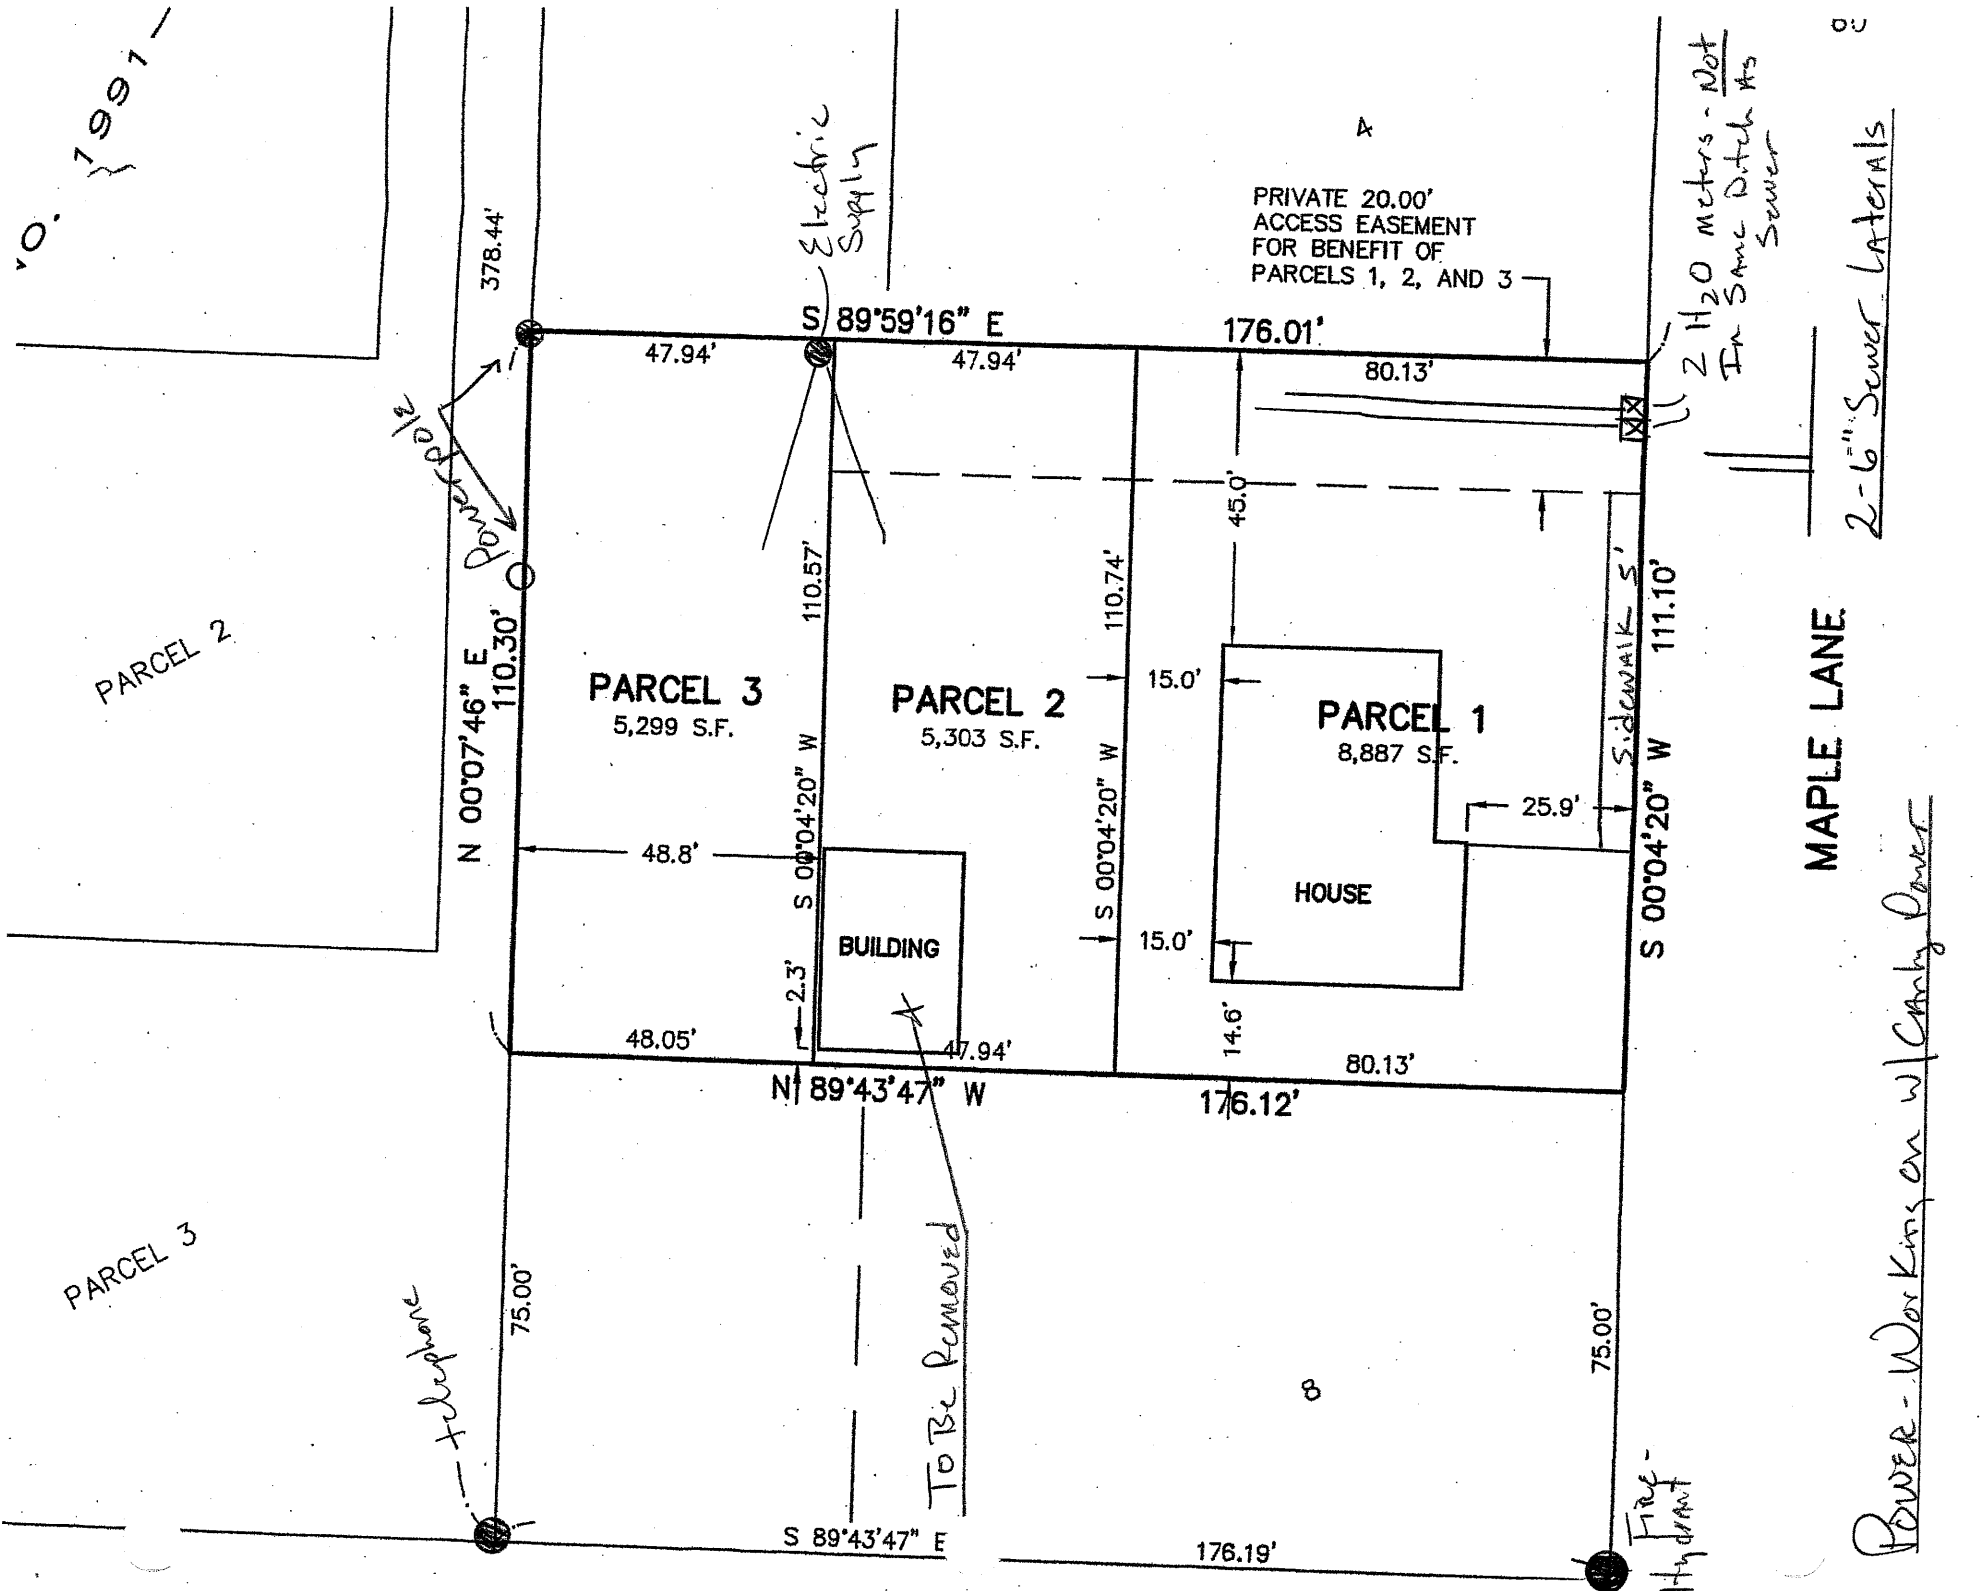 1991
378.44'
Electric
Supply
4
PRIVATE 20.00'
ACCESS EASEMENT
FOR BENEFIT OF
PARCELS 1, 2, AND 3
2 H2O meters - Not
In Same Ditch As
Sewer
2-6" Sewer LAterAls
S 89°59'16" E
176.01'
47.94'
47.94'
80.13'
Power pole
45.0'
110.57'
110.74'
Sidewalk 5'
111.10'
S 00°04'20" W
MAPLE LANE
N 00°07'46" E
110.30'
PARCEL 2
PARCEL 3
5,299 S.F.
PARCEL 2
5,303 S.F.
PARCEL 1
8,887 S.F.
15.0'
S 00°04'20" W
S 00°04'20" W
48.8'
25.9'
BUILDING
HOUSE
15.0'
2.3'
14.6'
48.05'
47.94'
80.13'
N 89°43'47" W
176.12'
PARCEL 3
75.00'
telephone
To Be Removed
8
75.00'
Fire-
Hydrant
Power - Working on w/ Canby Power
S 89°43'47" E
176.19'